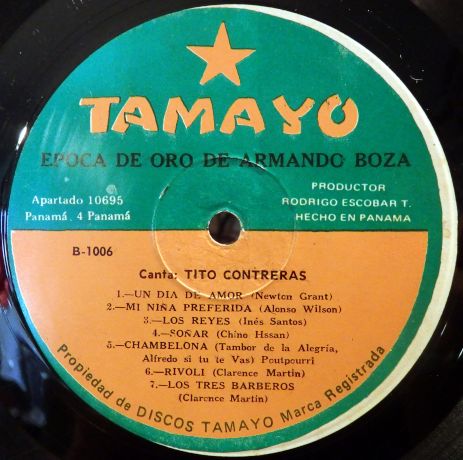 TAMAYO
EPOCA DE ORO DE ARMANDO BOZA
Apartado 10695
Panamá. 4 Panamá
PRODUCTOR
RODRIGO ESCOBAR T.
HECHO EN PANAMA
B-1006
Canta: TITO CONTRERAS
1.—UN DIA DE AMOR (Newton Grant)
2.—MI NIÑA PREFERIDA (Alonso Wilson)
3.—LOS REYES (Inés Santos)
4.—SOÑAR (Chino Hssan)
5.—CHAMBELONA (Tambor de la Alegría,
Alfredo si tu te Vas) Poutpourri
6.—RIVOLI (Clarence Martin)
7.—LOS TRES BARBEROS
(Clarence Martin)
Propiedad de DISCOS TAMAYO Marca Registrada